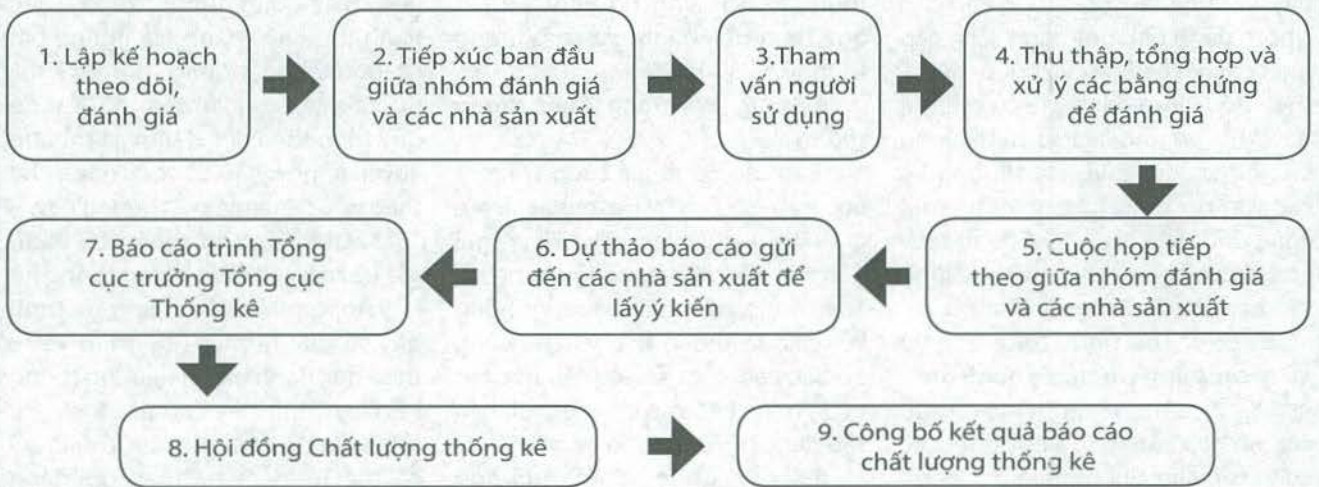 1. Lập kế hoạch
theo dõi,
đánh giá
2. Tiếp xúc ban đầu
giữa nhóm đánh giá
và các nhà sản xuất
3.Tham
vấn người
sử dụng
4. Thu thập, tổng hợp và
xử lý các bằng chứng
để đánh giá
5. Cuộc họp tiếp
theo giữa nhóm đánh giá
và các nhà sản xuất
6. Dự thảo báo cáo gửi
đến các nhà sản xuất để
lấy ý kiến
7. Báo cáo trình Tổng
cục trưởng Tổng cục
Thống kê
8. Hội đồng Chất lượng thống kê
9. Công bố kết quả báo cáo
chất lượng thống kê